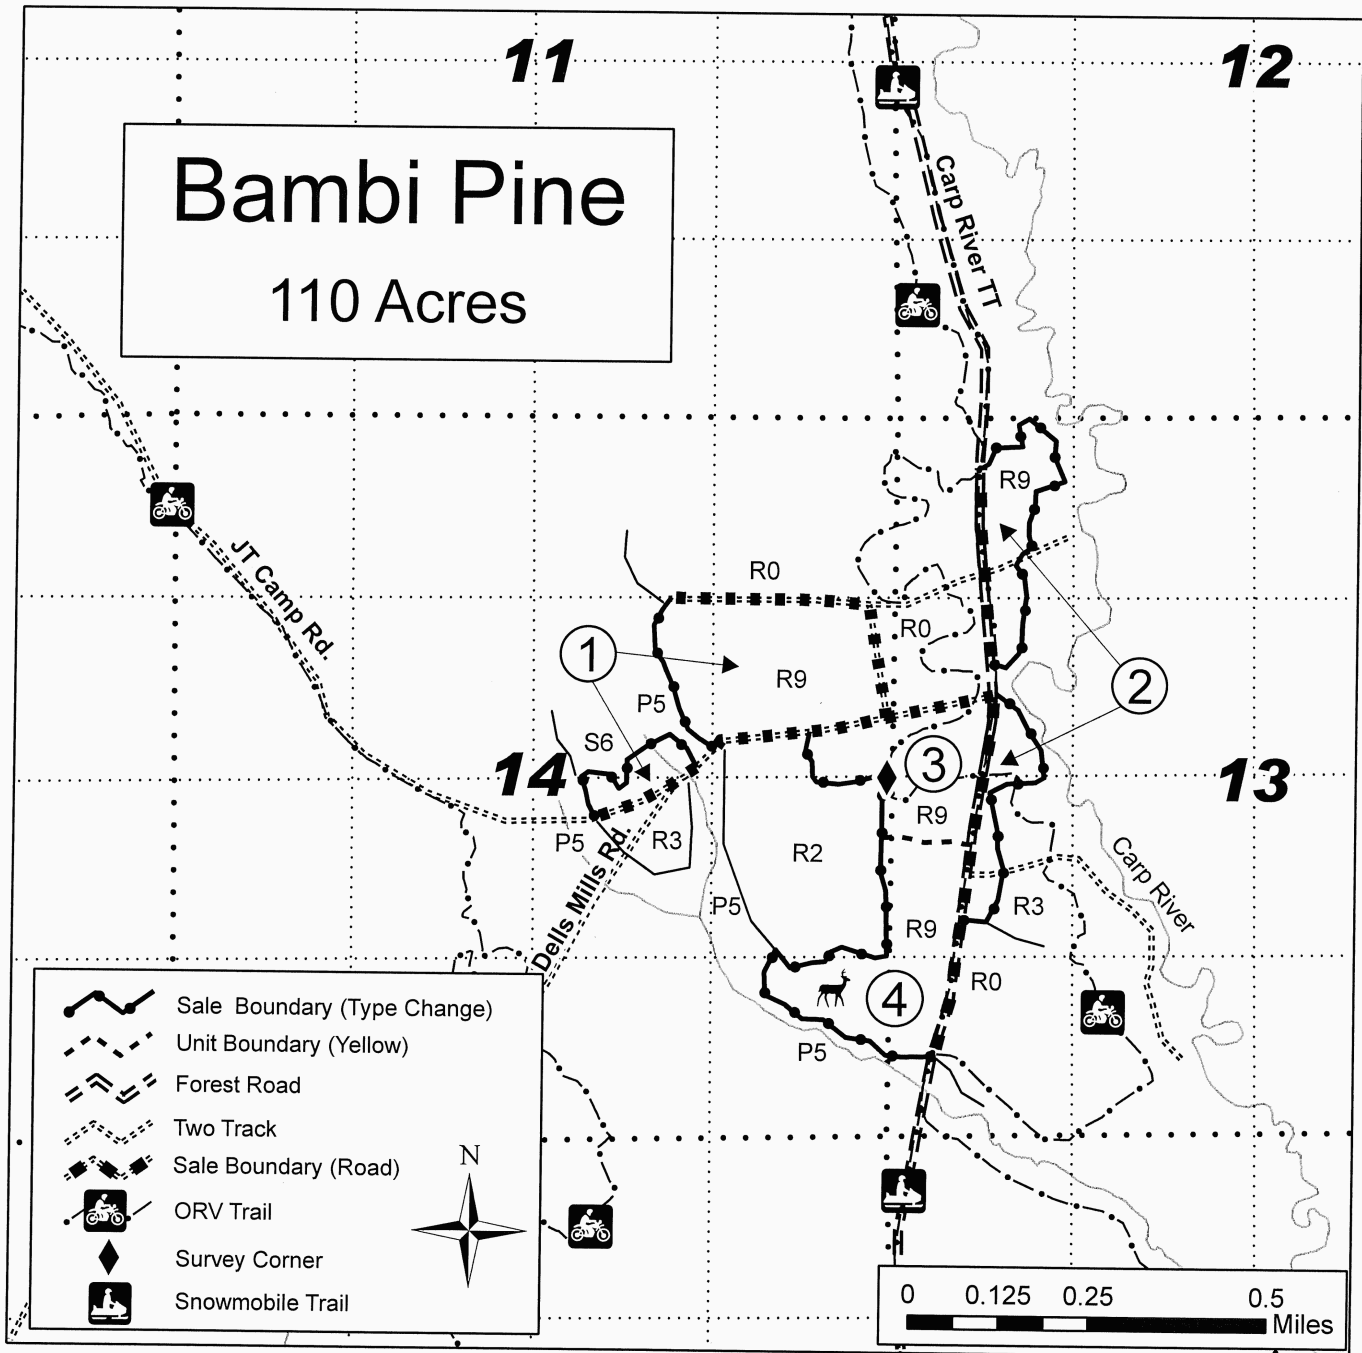 11
12
Bambi Pine
110 Acres
Carp River TT
R9
JT Camp Rd.
R0
R0
1
R9
2
P5
S6
14
3
13
R9
P5
R3
R2
Dells Mills Rd.
Carp River
P5
R9
R3
R0
4
P5
Sale Boundary (Type Change)
Unit Boundary (Yellow)
Forest Road
Two Track
Sale Boundary (Road)
ORV Trail
Survey Corner
Snowmobile Trail
N
0 0.125 0.25 0.5
Miles